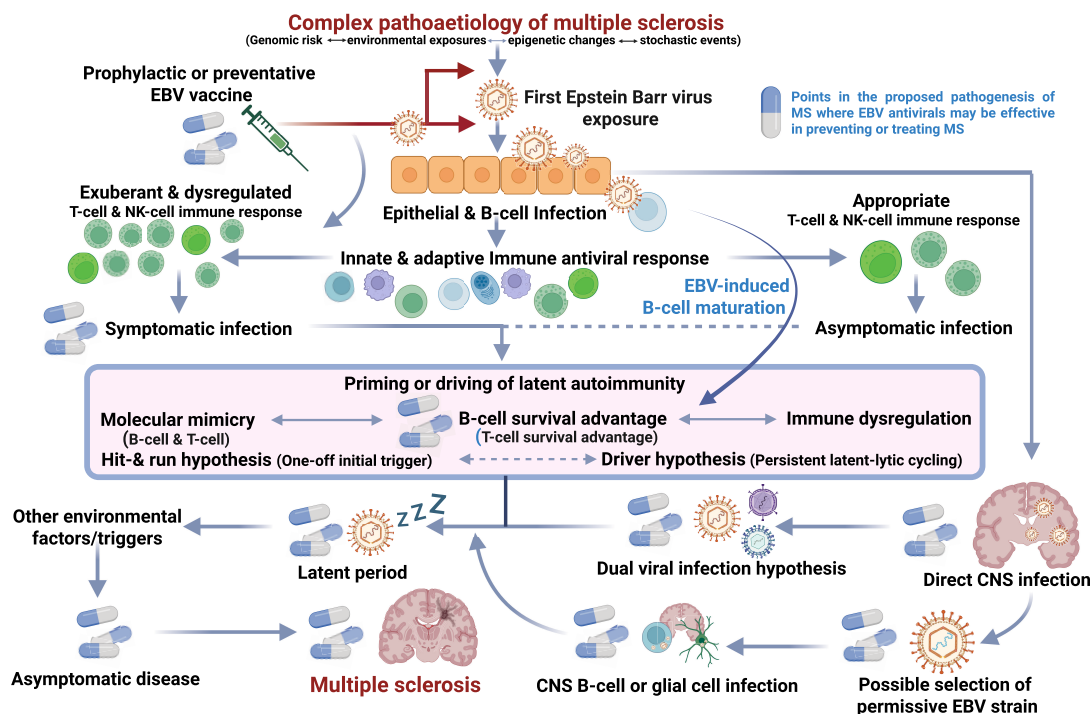 Complex pathoaetiology of multiple sclerosis
(Genomic risk ↔ environmental exposures ↔ epigenetic changes ↔ stochastic events)
Prophylactic or preventative
EBV vaccine
First Epstein Barr virus
exposure
Points in the proposed pathogenesis of
MS where EBV antivirals may be effective
in preventing or treating MS
Exuberant & dysregulated
T-cell & NK-cell immune response
Epithelial & B-cell Infection
Appropriate
T-cell & NK-cell immune response
Innate & adaptive Immune antiviral response
EBV-induced
B-cell maturation
Symptomatic infection
Asymptomatic infection
Priming or driving of latent autoimmunity
Molecular mimicry
(B-cell & T-cell)
B-cell survival advantage
(T-cell survival advantage)
Immune dysregulation
Hit-& run hypothesis (One-off initial trigger)
Driver hypothesis (Persistent latent-lytic cycling)
Other environmental
factors/triggers
zzz
Latent period
Dual viral infection hypothesis
Direct CNS infection
Asymptomatic disease
Multiple sclerosis
CNS B-cell or glial cell infection
Possible selection of
permissive EBV strain